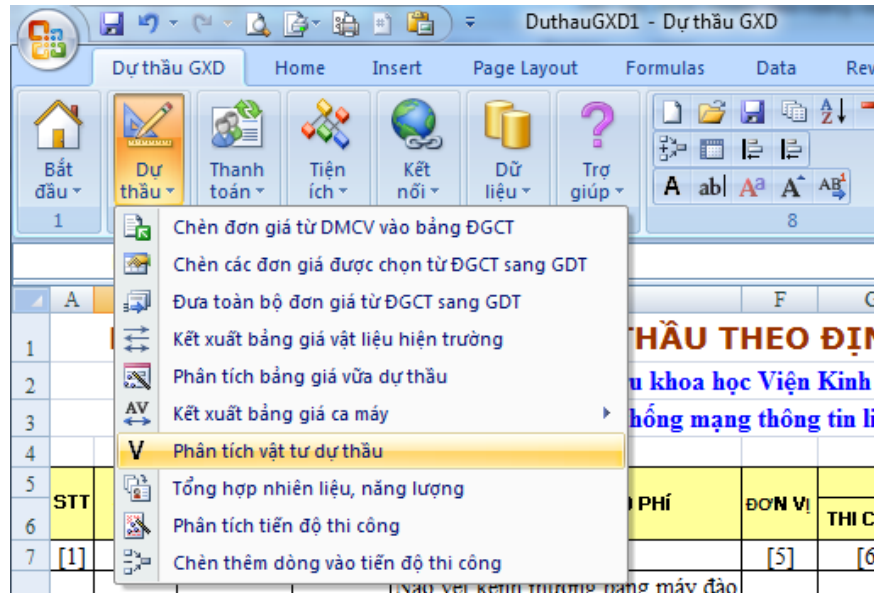 DuthauGXD1 - Dự thầu GXD
Dự thầu GXD Home Insert Page Layout Formulas Data Rev
Bắt đầu
Dự thầu
Thanh toán
Tiện ích
Kết nối
Dữ liệu
Trợ giúp
1
8
Chèn đơn giá từ DMCV vào bảng ĐGCT
Chèn các đơn giá được chọn từ ĐGCT sang GDT
Đưa toàn bộ đơn giá từ ĐGCT sang GDT
Kết xuất bảng giá vật liệu hiện trường
Phân tích bảng giá vữa dự thầu
Kết xuất bảng giá ca máy
Phân tích vật tư dự thầu
Tổng hợp nhiên liệu, năng lượng
Phân tích tiến độ thi công
Chèn thêm dòng vào tiến độ thi công
A F
1 THẦU THEO
2 khoa học Viện Kinh
3 mạng thông tin
4
5
STT PHÍ ĐƠN VỊ
6 THI
7 [1] [5]